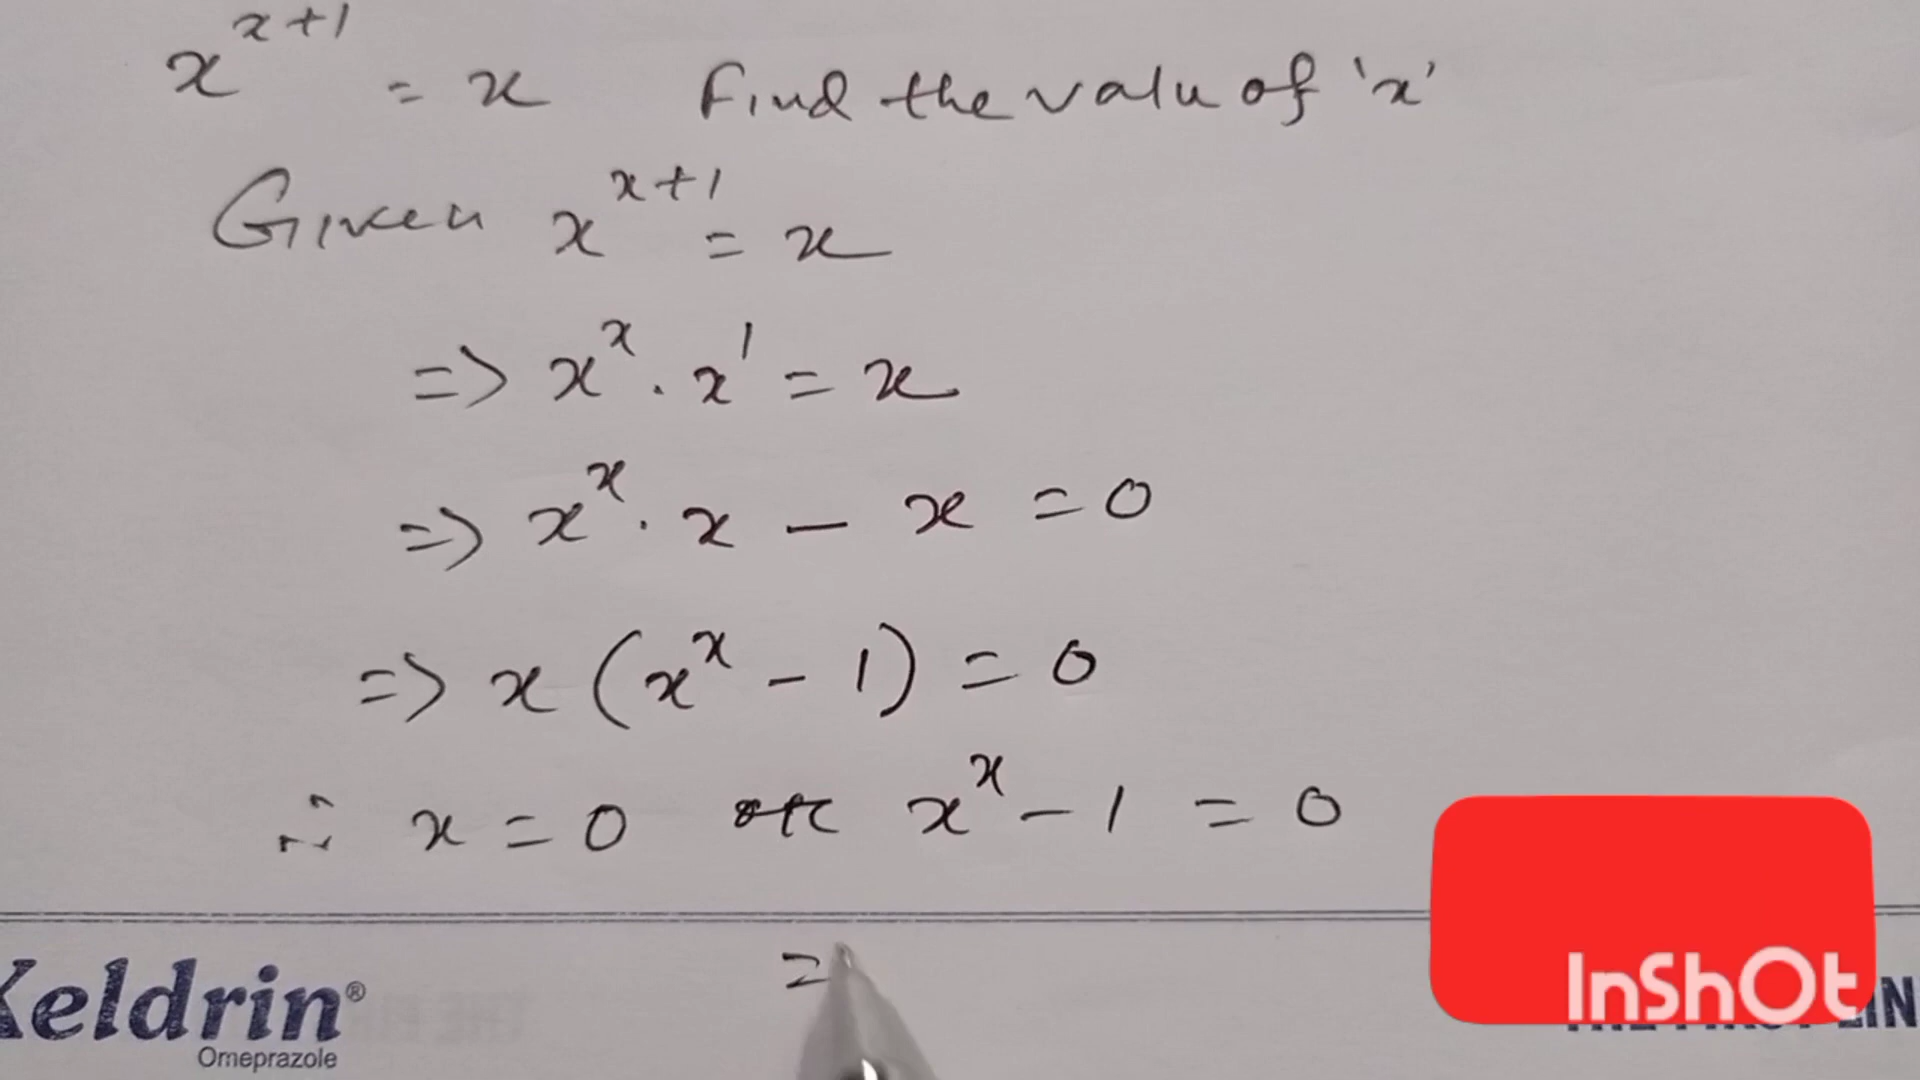 x^{x+1} = x Find the valu of 'x'
Given x^{x+1} = x
=> x^x . x^1 = x
=> x^x . x - x = 0
=> x (x^x - 1) = 0
∴ x = 0 or x^x - 1 = 0
=
Keldrin®
Omeprazole
InShOt